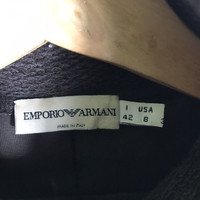 EMPORIO ARMANI
MADE IN ITALY
I USA
42 8